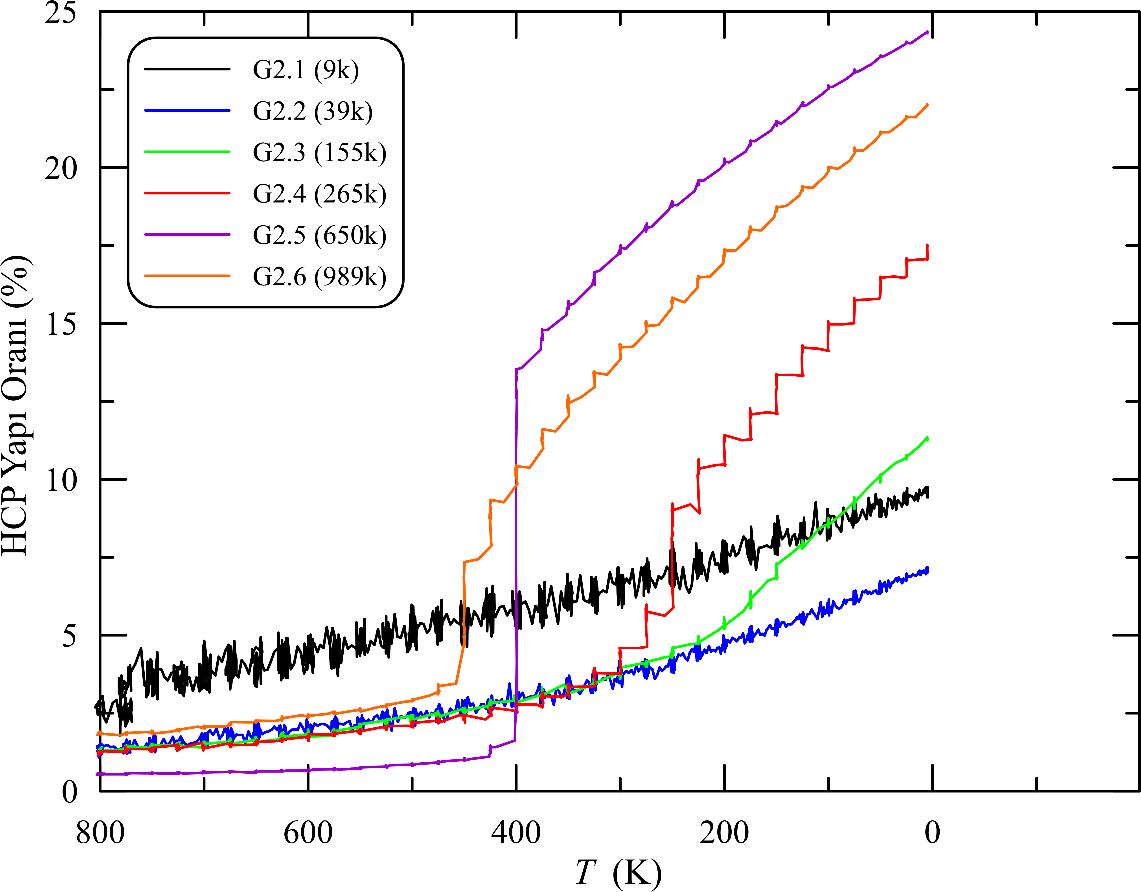 25
20
15
10
5
0
HCP Yapı Oranı (%)
G2.1 (9k)
G2.2 (39k)
G2.3 (155k)
G2.4 (265k)
G2.5 (650k)
G2.6 (989k)
800 600 400 200 0
T (K)